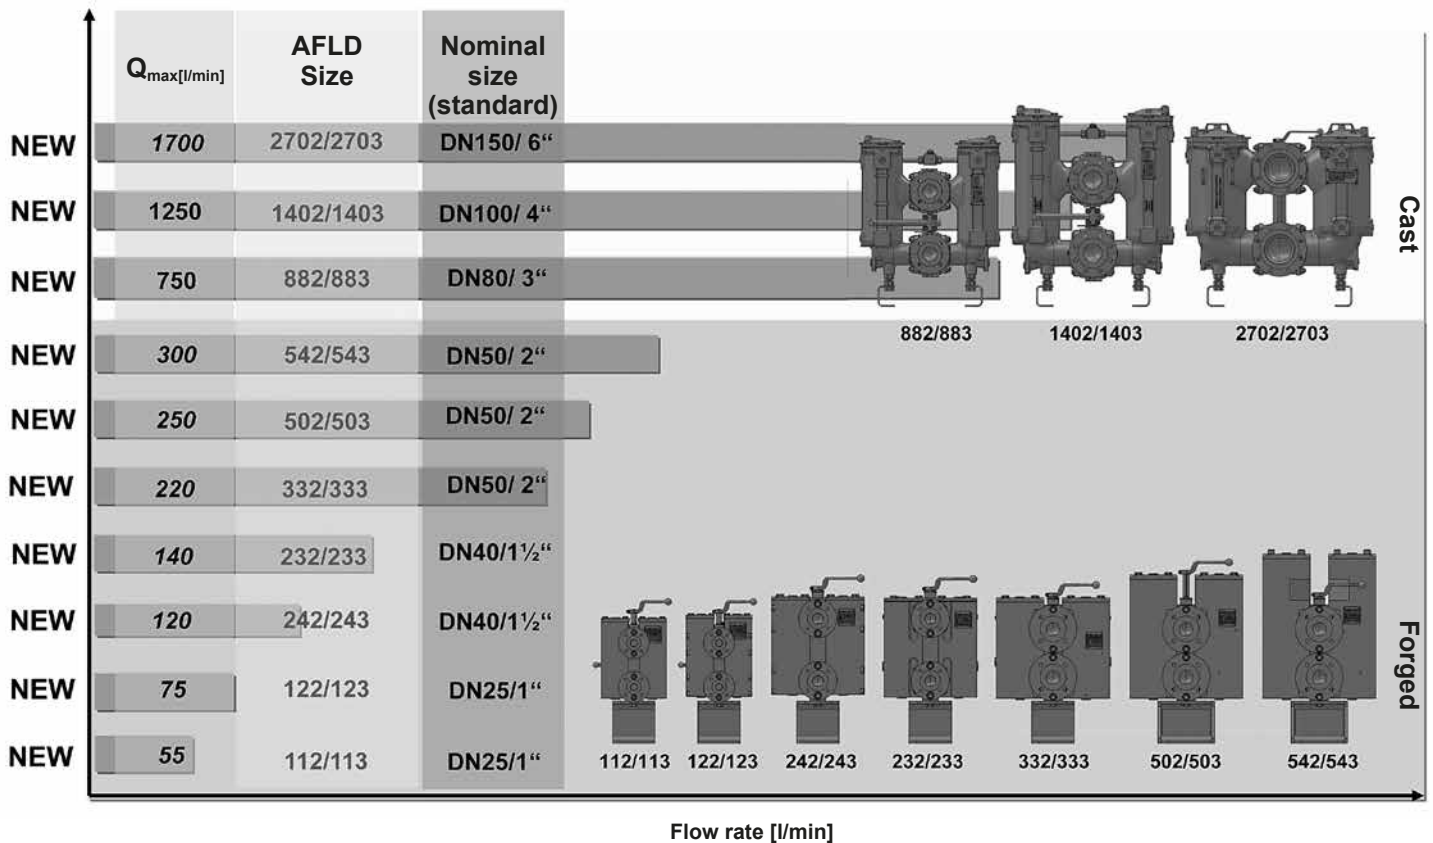 Qmax[l/min]
AFLD
Size
Nominal
size
(standard)
NEW 1700 2702/2703 DN150/ 6“
NEW 1250 1402/1403 DN100/ 4“
NEW 750 882/883 DN80/ 3“
882/883 1402/1403 2702/2703
Cast
NEW 300 542/543 DN50/ 2“
NEW 250 502/503 DN50/ 2“
NEW 220 332/333 DN50/ 2“
NEW 140 232/233 DN40/1½“
NEW 120 242/243 DN40/1½“
NEW 75 122/123 DN25/1“
NEW 55 112/113 DN25/1“
112/113 122/123 242/243 232/233 332/333 502/503 542/543
Forged
Flow rate [l/min]